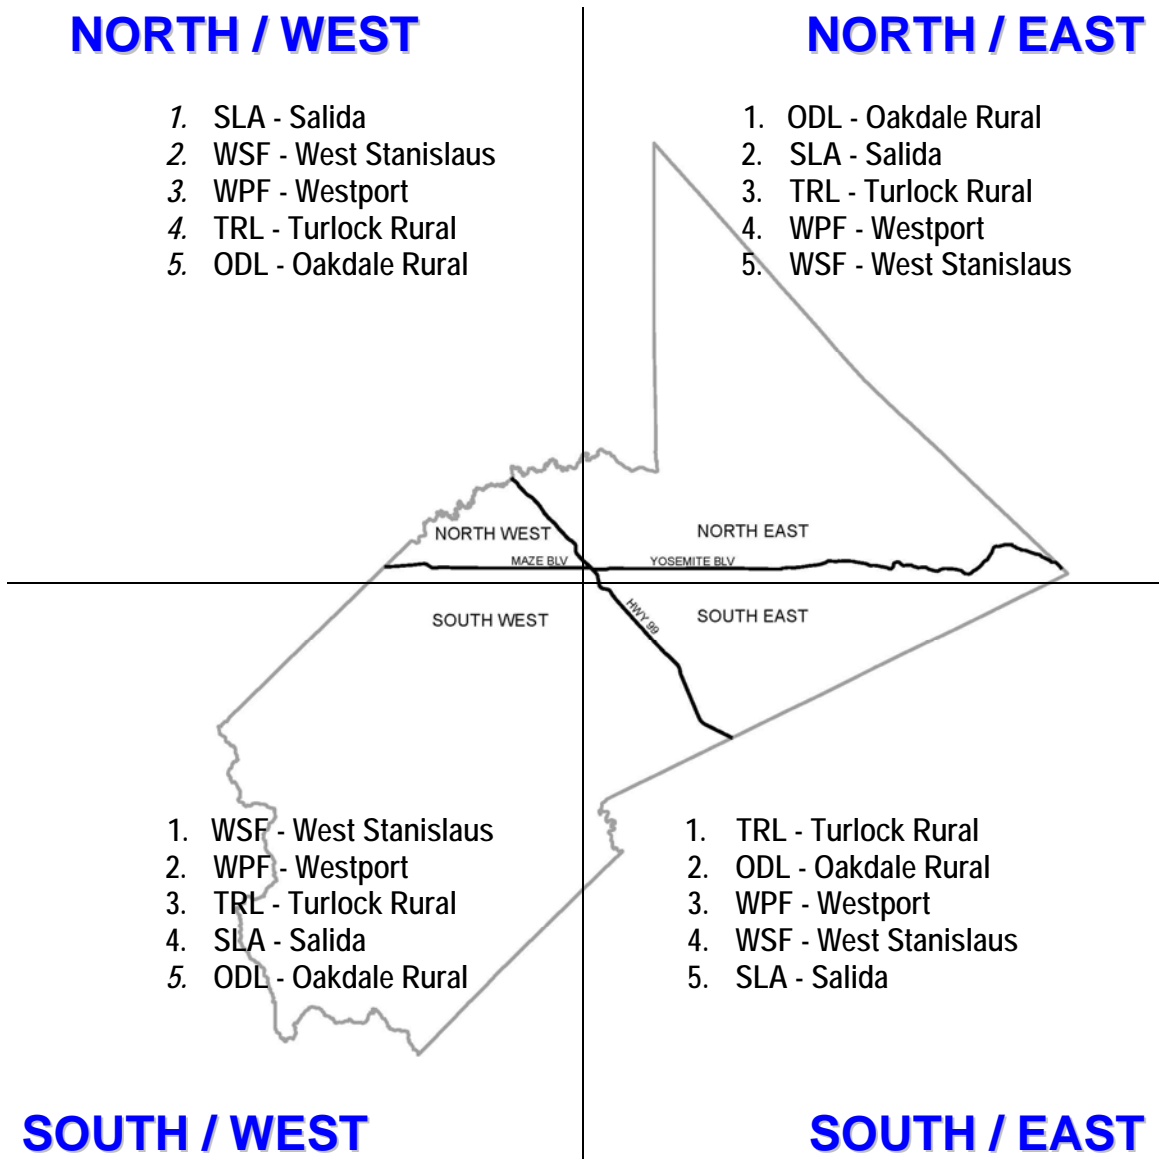 NORTH / WEST
NORTH / EAST
1. SLA - Salida
2. WSF - West Stanislaus
3. WPF - Westport
4. TRL - Turlock Rural
5. ODL - Oakdale Rural
1. ODL - Oakdale Rural
2. SLA - Salida
3. TRL - Turlock Rural
4. WPF - Westport
5. WSF - West Stanislaus
NORTH WEST
NORTH EAST
MAZE BLV
YOSEMITE BLV
SOUTH WEST
HWY 99
SOUTH EAST
1. WSF - West Stanislaus
2. WPF - Westport
3. TRL - Turlock Rural
4. SLA - Salida
5. ODL - Oakdale Rural
1. TRL - Turlock Rural
2. ODL - Oakdale Rural
3. WPF - Westport
4. WSF - West Stanislaus
5. SLA - Salida
SOUTH / WEST
SOUTH / EAST